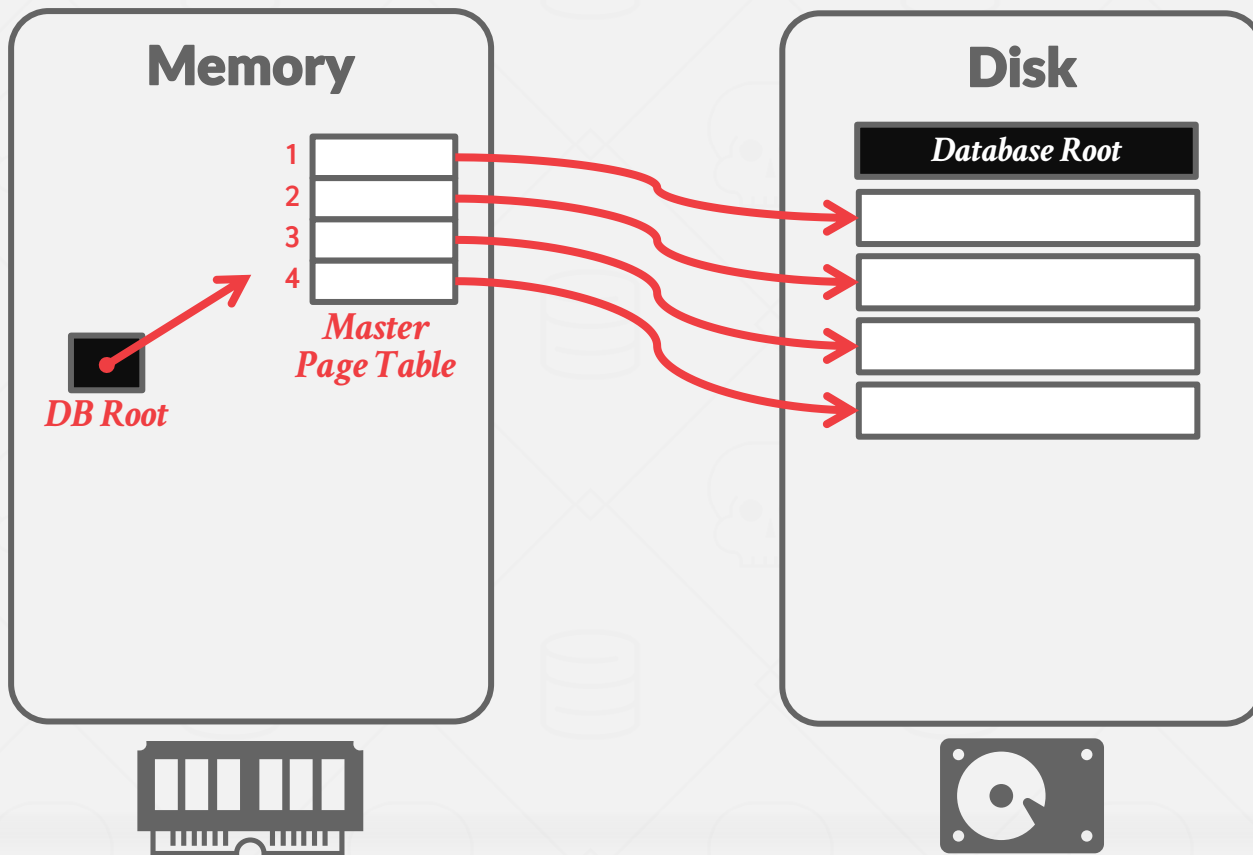 Memory
1
2
3
4
Master
Page Table
DB Root
Disk
Database Root